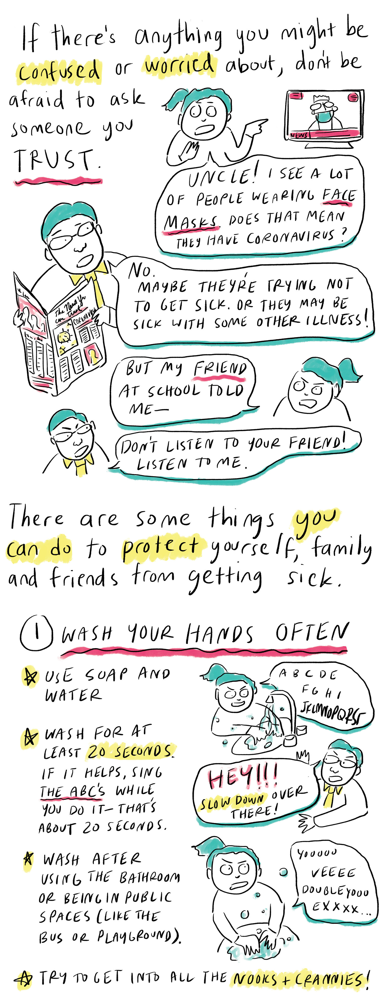 If there's anything you might be
confused or worried about, don't be
afraid to ask
someone you
TRUST.
NEWS
UNCLE! I SEE A LOT
OF PEOPLE WEARING FACE
MASKS. DOES THAT MEAN
THEY HAVE CORONAVIRUS?
NO.
MAYBE THEY'RE TRYING NOT
TO GET SICK. OR THEY MAY BE
SICK WITH SOME OTHER ILLNESS!
The News You
can Trust
CORONAVIRUS
BUT MY FRIEND
AT SCHOOL TOLD
ME—
DON'T LISTEN TO YOUR FRIEND!
LISTEN TO ME.
There are some things you
can do to protect yourself, family
and friends from getting sick.
1 WASH YOUR HANDS OFTEN
USE SOAP AND
WATER
A B C D E
F G H I
JKLMNOPQRST
WASH FOR AT
LEAST 20 SECONDS.
IF IT HELPS, SING
THE ABC'S WHILE
YOU DO IT—THAT'S
ABOUT 20 SECONDS.
HEY!!!
SLOW DOWN OVER
THERE!
WASH AFTER
USING THE BATHROOM
OR BEING IN PUBLIC
SPACES (LIKE THE
BUS OR PLAYGROUND).
YOOOOO
VEEEE
DOUBLEYOOO
EXXXX...
TRY TO GET INTO ALL THE NOOKS + CRANNIES!